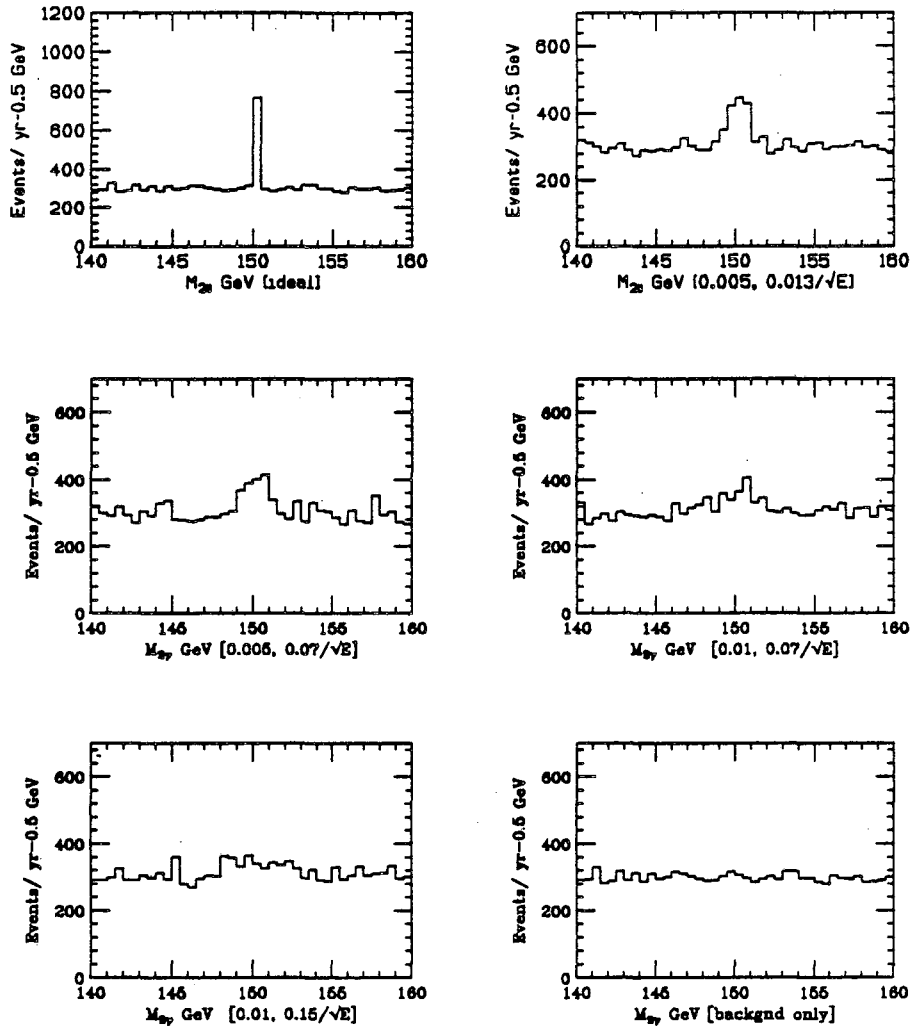 Events/ yr-0.5 GeV
1200
1000
800
600
400
200
0
140 145 150 155 160
M2γ GeV [ideal]
Events/ yr-0.5 GeV
600
400
200
0
140 145 150 155 160
M2γ GeV [0.005, 0.013/√E]
Events/ yr-0.5 GeV
600
400
200
0
140 145 150 155 160
M2γ GeV [0.005, 0.07/√E]
Events/ yr-0.5 GeV
600
400
200
0
140 145 150 155 160
M2γ GeV [0.01, 0.07/√E]
Events/ yr-0.5 GeV
600
400
200
0
140 145 150 155 160
M2γ GeV [0.01, 0.15/√E]
Events/ yr-0.5 GeV
600
400
200
0
140 145 150 155 160
M2γ GeV [backgnd only]